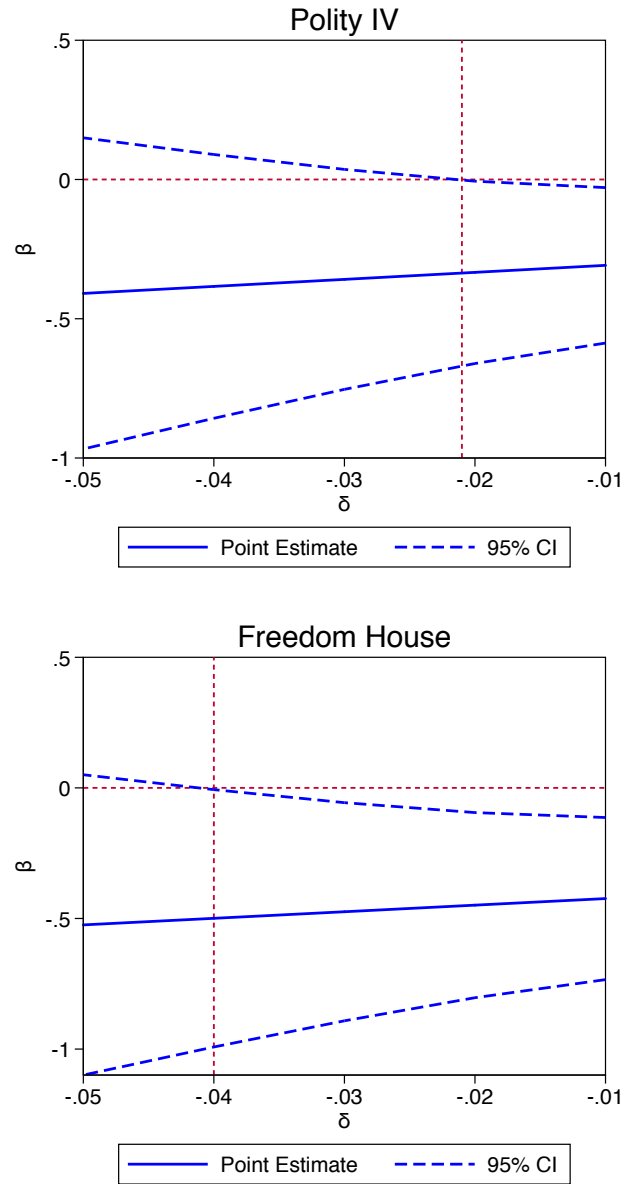 Polity IV
.5
0
-.5
-1
β
-.05 -.04 -.03 -.02 -.01
δ
Point Estimate 95% CI
Freedom House
.5
0
-.5
-1
β
-.05 -.04 -.03 -.02 -.01
δ
Point Estimate 95% CI